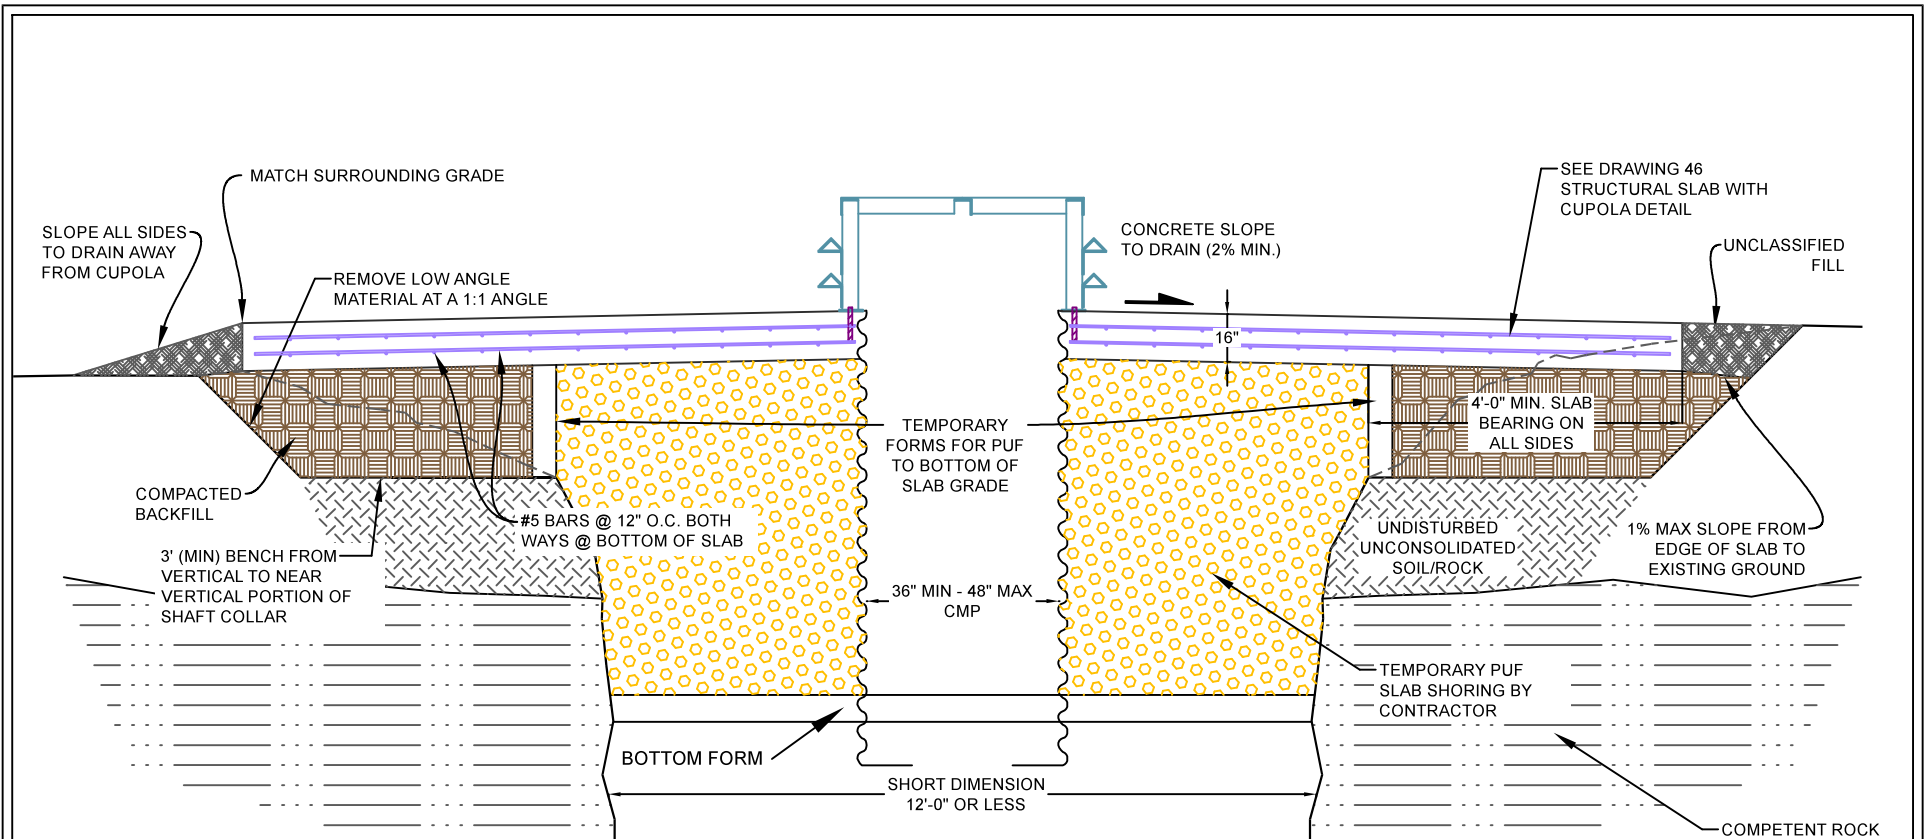 MATCH SURROUNDING GRADE
SLOPE ALL SIDES
TO DRAIN AWAY
FROM CUPOLA
REMOVE LOW ANGLE
MATERIAL AT A 1:1 ANGLE
CONCRETE SLOPE
TO DRAIN (2% MIN.)
SEE DRAWING 46
STRUCTURAL SLAB WITH
CUPOLA DETAIL
UNCLASSIFIED
FILL
16"
4'-0" MIN. SLAB
BEARING ON
ALL SIDES
TEMPORARY
FORMS FOR PUF
TO BOTTOM OF
SLAB GRADE
COMPACTED
BACKFILL
#5 BARS @ 12" O.C. BOTH
WAYS @ BOTTOM OF SLAB
3' (MIN) BENCH FROM
VERTICAL TO NEAR
VERTICAL PORTION OF
SHAFT COLLAR
UNDISTURBED
UNCONSOLIDATED
SOIL/ROCK
1% MAX SLOPE FROM
EDGE OF SLAB TO
EXISTING GROUND
36" MIN - 48" MAX
CMP
TEMPORARY PUF
SLAB SHORING BY
CONTRACTOR
BOTTOM FORM
SHORT DIMENSION
12'-0" OR LESS
COMPETENT ROCK